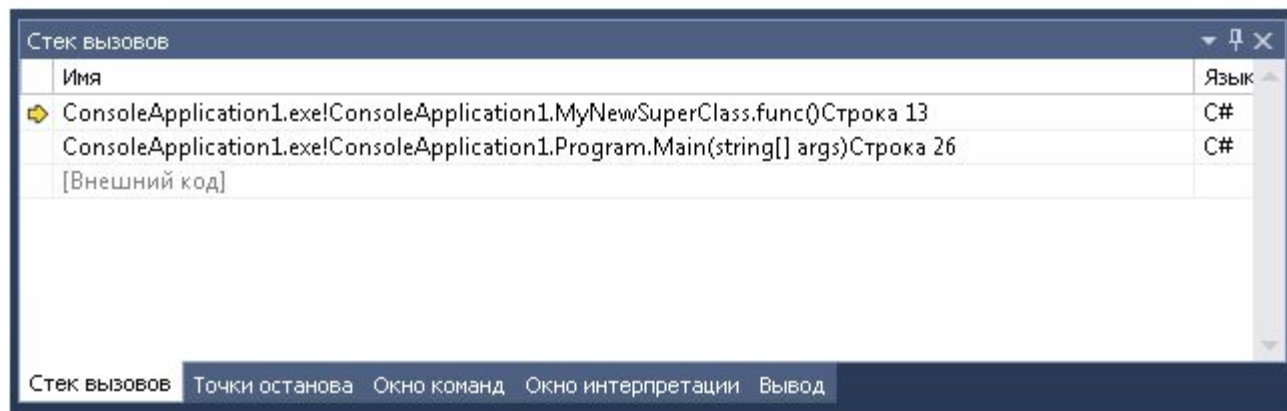 Стек вызовов
Имя Язык
ConsoleApplication1.exe!ConsoleApplication1.MyNewSuperClass.func()Строка 13 C#
ConsoleApplication1.exe!ConsoleApplication1.Program.Main(string[] args)Строка 26 C#
[Внешний код]
Стек вызовов Точки останова Окно команд Окно интерпретации Вывод